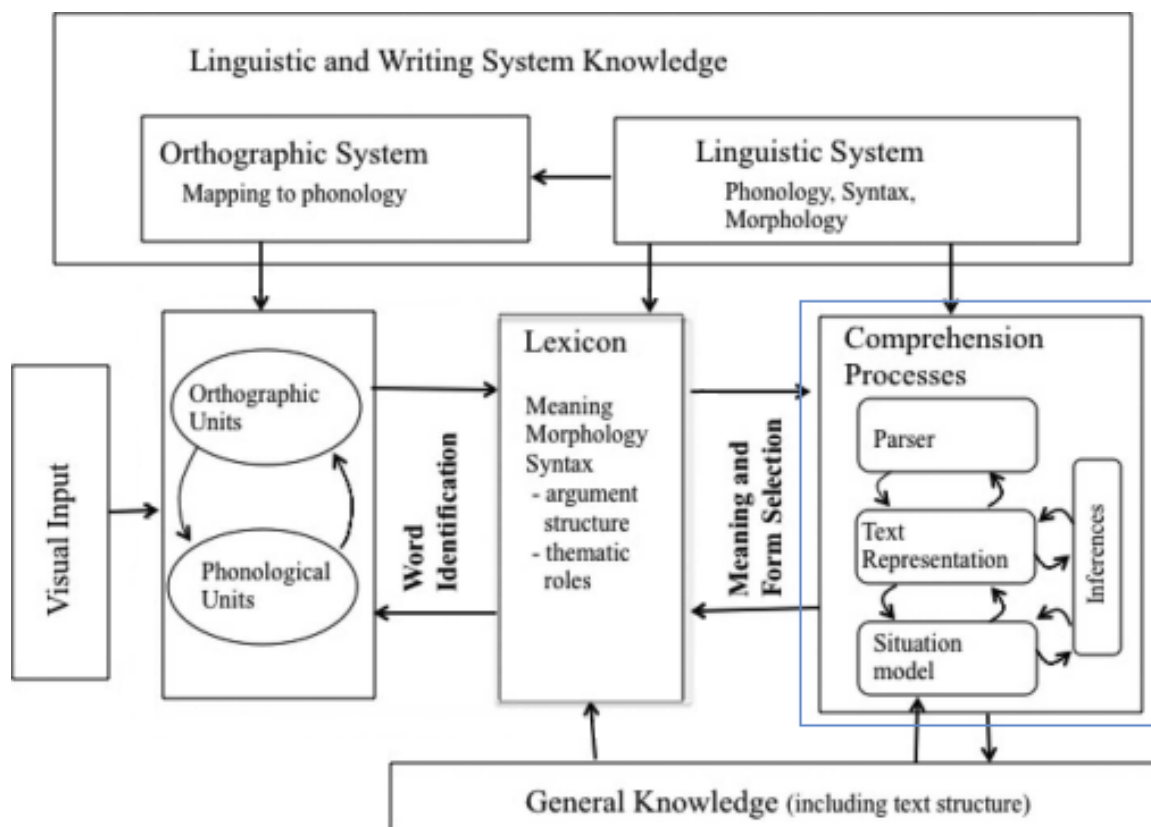 Linguistic and Writing System Knowledge
Orthographic System
Mapping to phonology
Linguistic System
Phonology, Syntax,
Morphology
Visual Input
Orthographic
Units
Phonological
Units
Word
Identification
Lexicon
Meaning
Morphology
Syntax
- argument
structure
- thematic
roles
Meaning and
Form Selection
Comprehension
Processes
Parser
Text
Representation
Situation
model
Inferences
General Knowledge (including text structure)